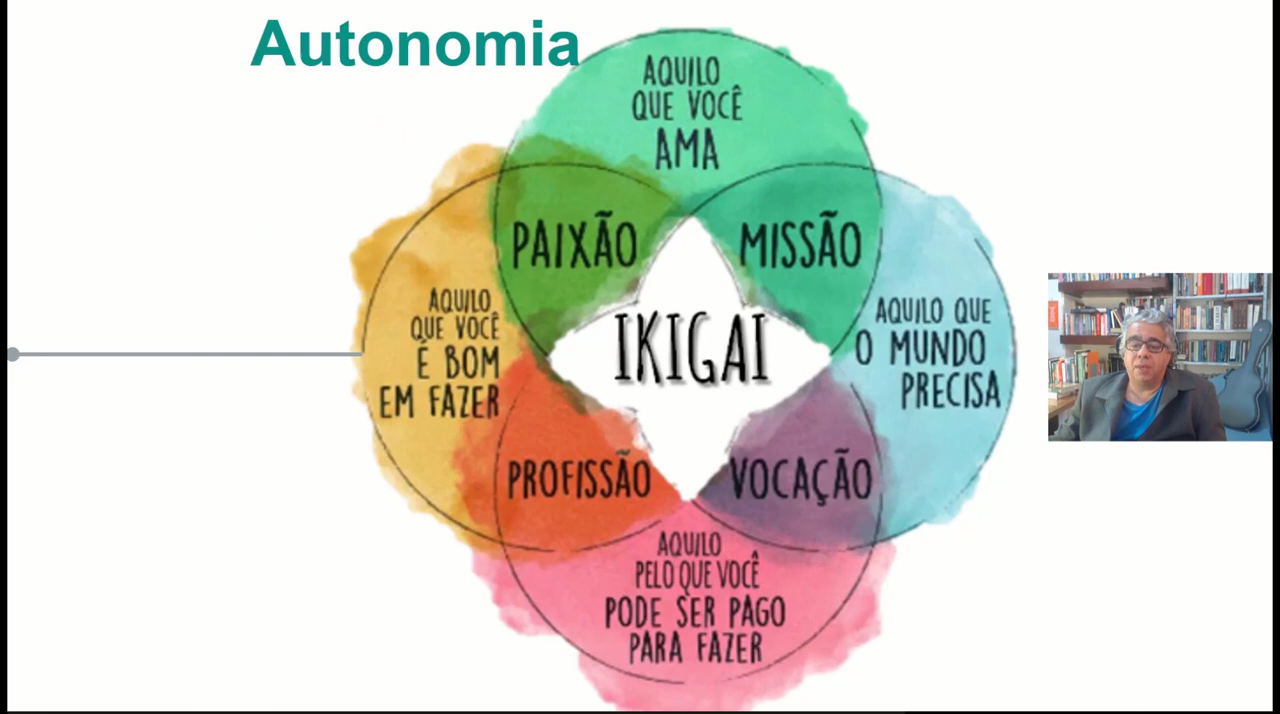 Autonomia
AQUILO
QUE VOCÊ
AMA
PAIXÃO
MISSÃO
AQUILO
QUE VOCÊ
É BOM
EM FAZER
IKIGAI
AQUILO QUE
O MUNDO
PRECISA
PROFISSÃO
VOCAÇÃO
AQUILO
PELO QUE VOCÊ
PODE SER PAGO
PARA FAZER